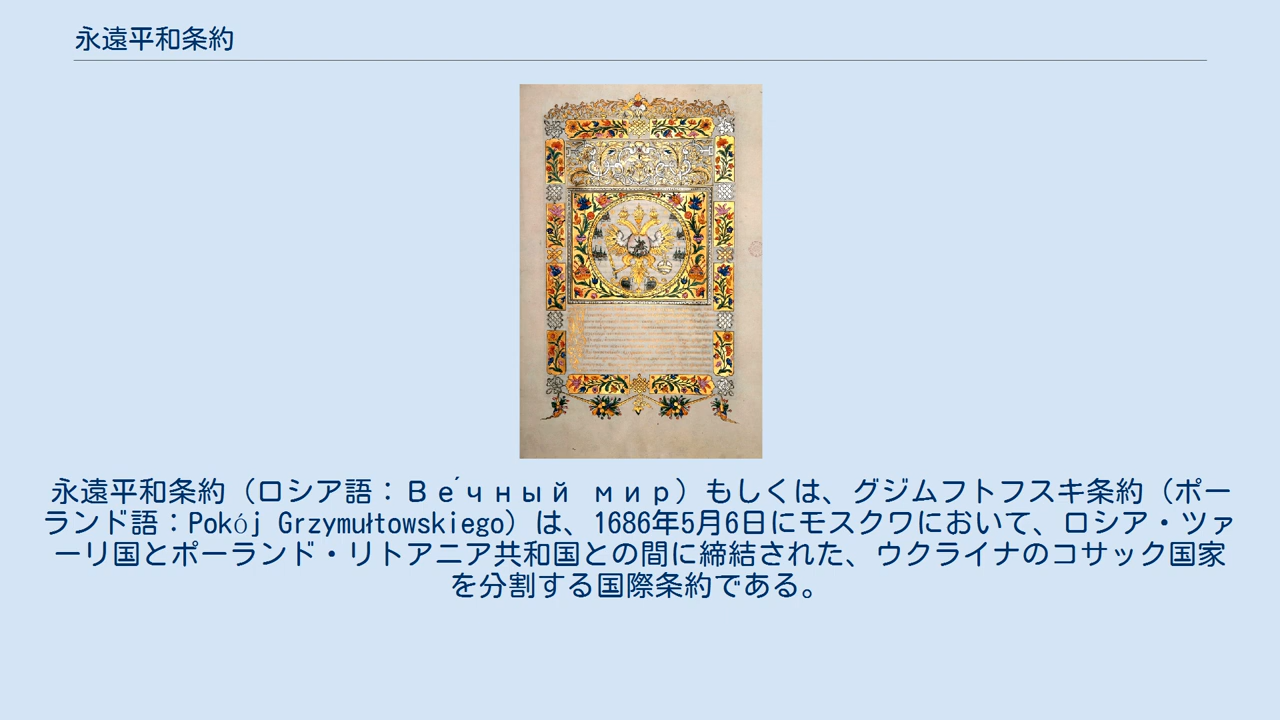 永遠平和条約
永遠平和条約（ロシア語：Ве́чный мир）もしくは、グジムフトフスキ条約（ポー
ランド語：Pokój Grzymułtowskiego）は、1686年5月6日にモスクワにおいて、ロシア・ツァ
ーリ国とポーランド・リトアニア共和国との間に締結された、ウクライナのコサック国家
を分割する国際条約である。